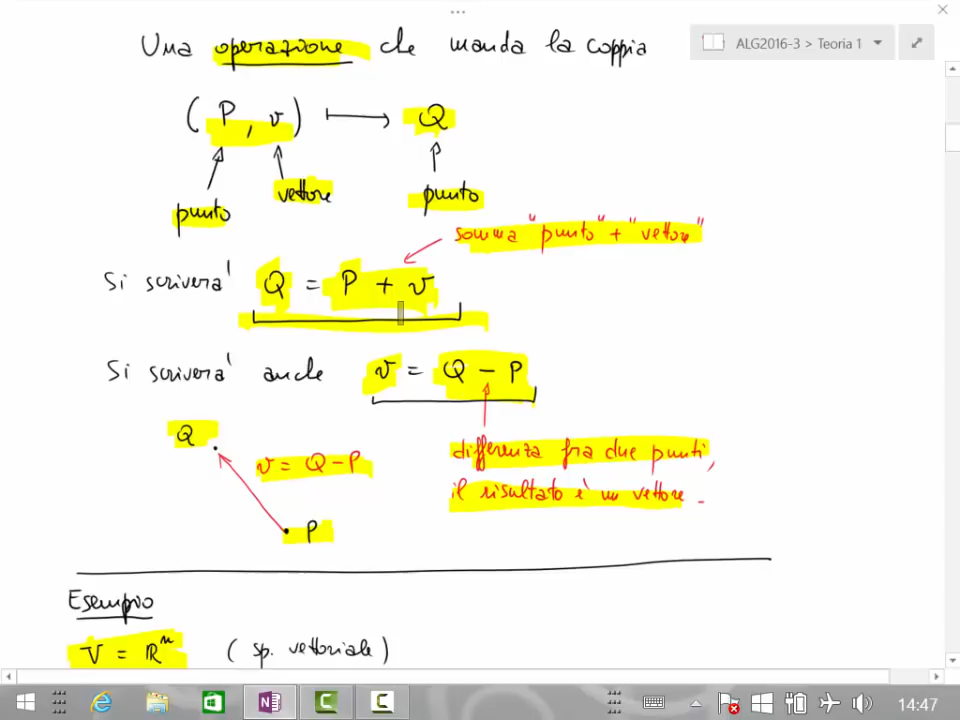 Una operazione che manda la coppia
ALG2016-3 > Teoria 1
(P, v) ⟼ Q
punto vettore punto
somma "punto" + "vettore"
Si scriverà Q = P + v
Si scriverà anche v = Q - P
Q
v = Q - P
differenza fra due punti,
il risultato è un vettore.
P
Esempio
V = ℝⁿ (sp. vettoriale)
14:47